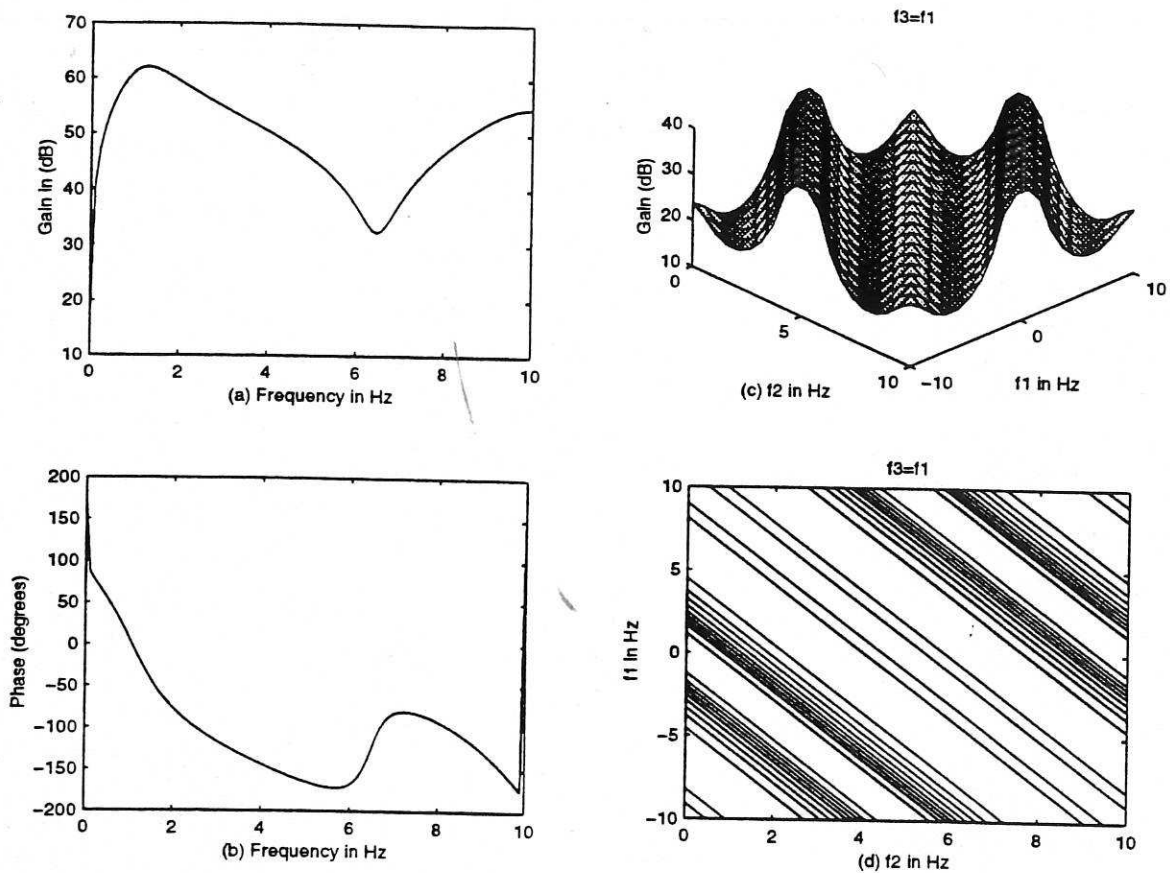 70
60
50
40
30
20
10
Gain in (dB)
0 2 4 6 8 10
(a) Frequency in Hz
f3=f1
40
30
20
10
Gain (dB)
0
5
10
-10
0
10
(c) f2 in Hz
f1 in Hz
200
150
100
50
0
-50
-100
-150
-200
Phase (degrees)
0 2 4 6 8 10
(b) Frequency in Hz
f3=f1
10
5
0
-5
-10
f1 in Hz
0 2 4 6 8 10
(d) f2 in Hz